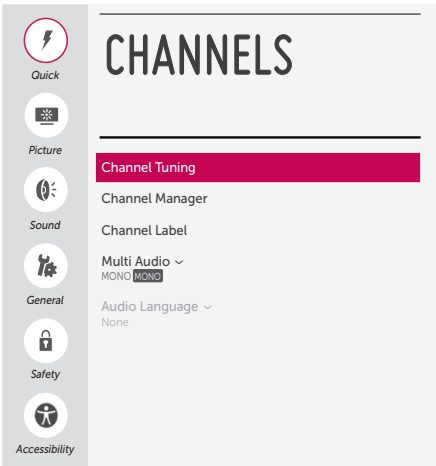 Quick
Picture
Sound
General
Safety
Accessibility
CHANNELS
Channel Tuning
Channel Manager
Channel Label
Multi Audio
MONO MONO
Audio Language
None